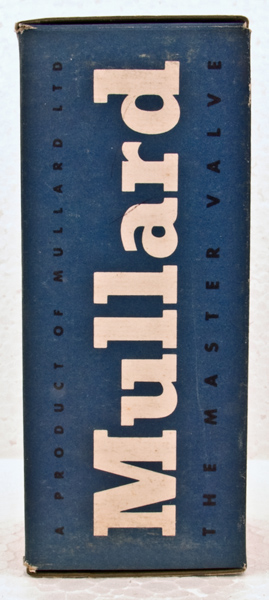 A PRODUCT OF MULLARD LTD
Mullard
THE MASTER VALVE